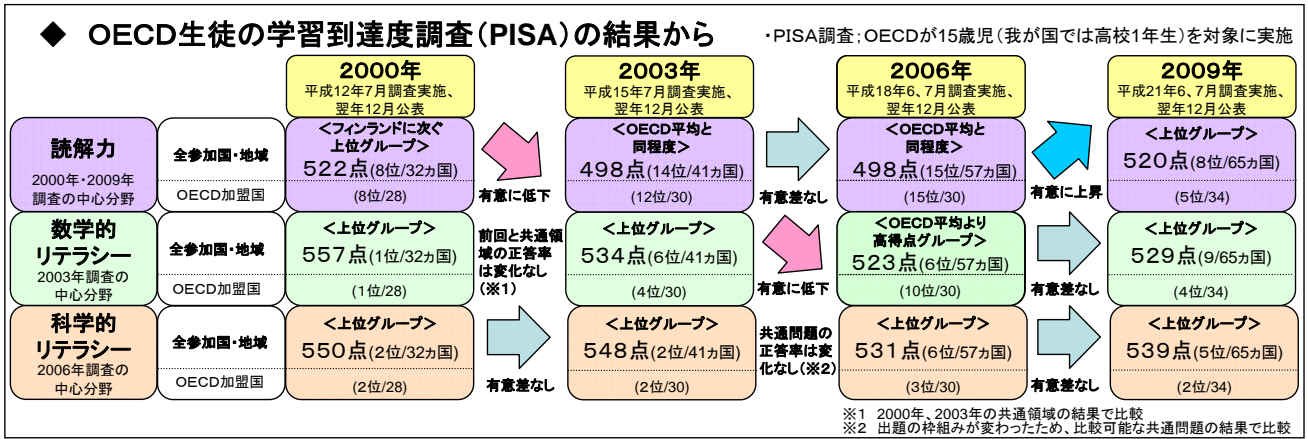 ◆ OECD生徒の学習到達度調査(PISA)の結果から
・PISA調査;OECDが15歳児(我が国では高校1年生)を対象に実施
2000年
平成12年7月調査実施、
翌年12月公表
2003年
平成15年7月調査実施、
翌年12月公表
2006年
平成18年6、7月調査実施、
翌年12月公表
2009年
平成21年6、7月調査実施、
翌年12月公表
読解力
2000年・2009年
調査の中心分野
全参加国・地域
OECD加盟国
<フィンランドに次ぐ
上位グループ>
522点(8位/32ヵ国)
(8位/28)
有意に低下
<OECD平均と
同程度>
498点(14位/41ヵ国)
(12位/30)
有意差なし
<OECD平均と
同程度>
498点(15位/57ヵ国)
(15位/30)
有意に上昇
<上位グループ>
520点(8位/65ヵ国)
(5位/34)
数学的
リテラシー
2003年調査の
中心分野
全参加国・地域
OECD加盟国
<上位グループ>
557点(1位/32ヵ国)
(1位/28)
前回と共通領
域の正答率
は変化なし
(※1)
<上位グループ>
534点(6位/41ヵ国)
(4位/30)
有意に低下
<OECD平均より
高得点グループ>
523点(6位/57ヵ国)
(10位/30)
有意差なし
<上位グループ>
529点(9/65ヵ国)
(4位/34)
科学的
リテラシー
2006年調査の
中心分野
全参加国・地域
OECD加盟国
<上位グループ>
550点(2位/32ヵ国)
(2位/28)
有意差なし
<上位グループ>
548点(2位/41ヵ国)
(2位/30)
共通問題の
正答率は変
化なし(※2)
<上位グループ>
531点(6位/57ヵ国)
(3位/30)
有意差なし
<上位グループ>
539点(5位/65ヵ国)
(2位/34)
※1 2000年、2003年の共通領域の結果で比較
※2 出題の枠組みが変わったため、比較可能な共通問題の結果で比較